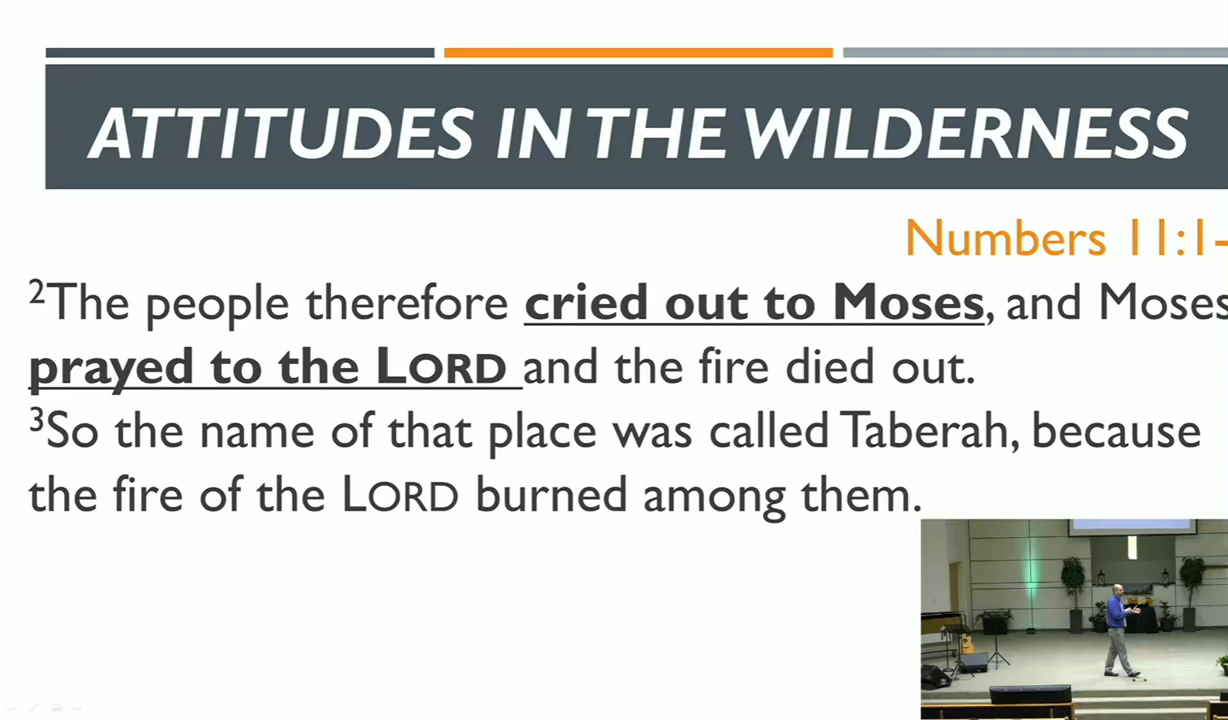 ATTITUDES IN THE WILDERNESS
Numbers 11:1-
²The people therefore cried out to Moses, and Moses
prayed to the LORD and the fire died out.
³So the name of that place was called Taberah, because
the fire of the LORD burned among them.